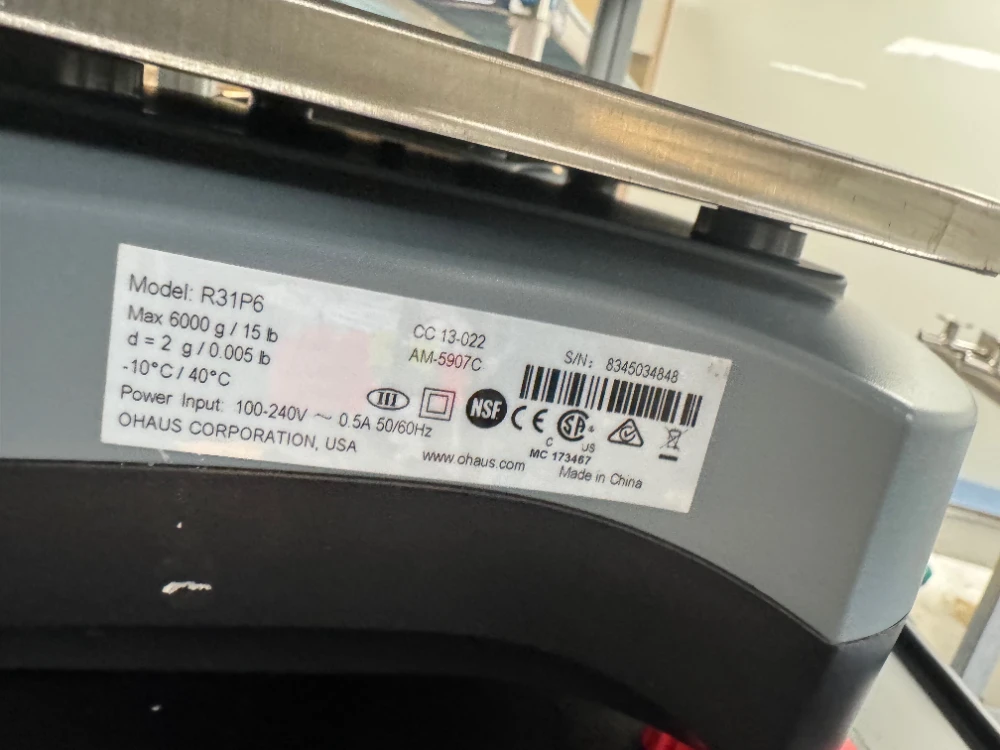 Model: R31P6
Max 6000 g / 15 lb
d = 2 g / 0.005 lb
-10°C / 40°C
Power Input: 100-240V ~ 0.5A 50/60Hz
OHAUS CORPORATION, USA
CC 13-022
AM-5907C
S/N: 8345034848
III
NSF
CE
C US
MC 173467
www.ohaus.com
Made in China